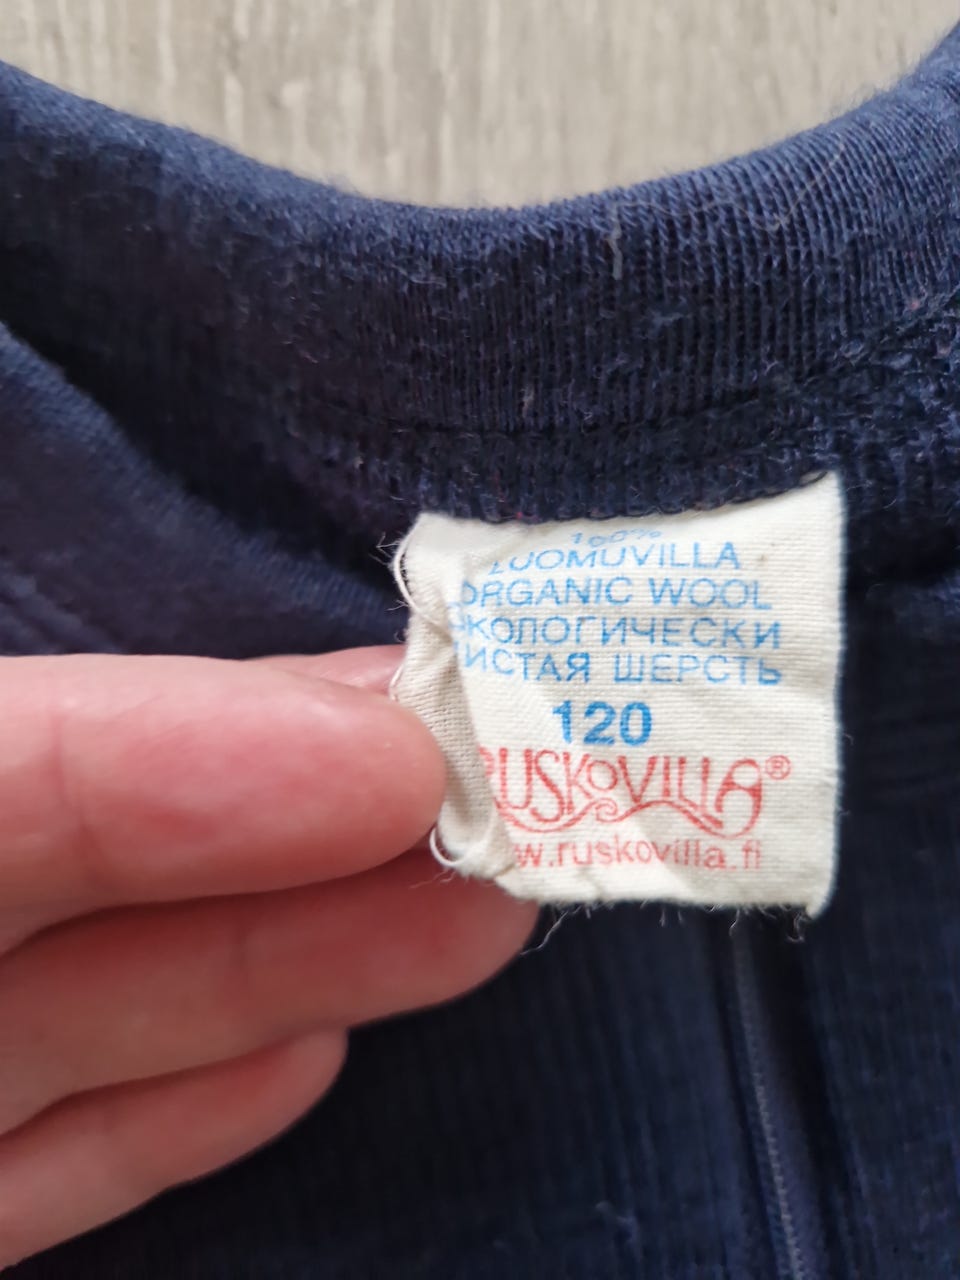 100%
LUOMUVILLA
ORGANIC WOOL
ЭКОЛОГИЧЕСКИ
ЧИСТАЯ ШЕРСТЬ
120
RUSKOVILLA®
www.ruskovilla.fi